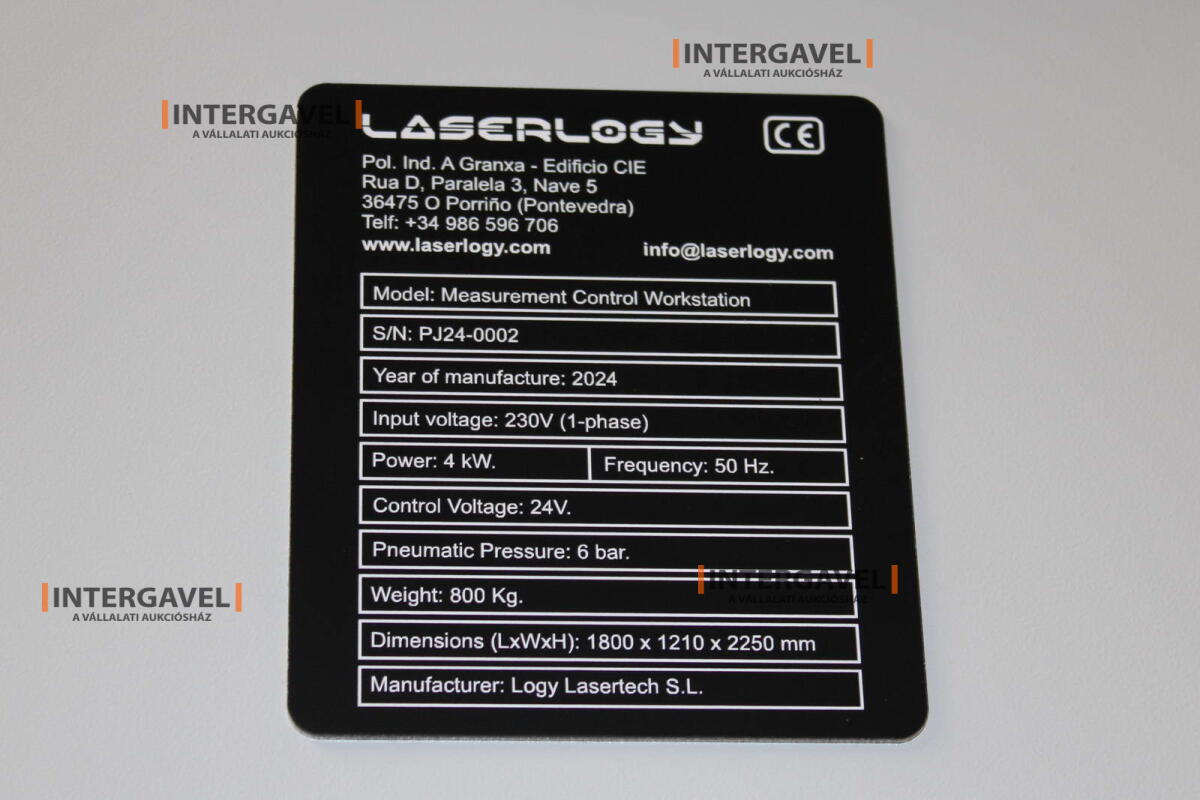 INTERGAVEL
A VÁLLALATI AUKCIÓSHÁZ
INTERGAVEL
A VÁLLALATI AUKCIÓSHÁZ
LASERLOGY
CE
Pol. Ind. A Granxa - Edificio CIE
Rua D, Paralela 3, Nave 5
36475 O Porriño (Pontevedra)
Telf: +34 986 596 706
www.laserlogy.com info@laserlogy.com
Model: Measurement Control Workstation
S/N: PJ24-0002
Year of manufacture: 2024
Input voltage: 230V (1-phase)
Power: 4 kW. Frequency: 50 Hz.
Control Voltage: 24V.
Pneumatic Pressure: 6 bar.
INTERGAVEL
A VÁLLALATI AUKCIÓSHÁZ
INTERGAVEL
A VÁLLALATI AUKCIÓSHÁZ
Weight: 800 Kg.
Dimensions (LxWxH): 1800 x 1210 x 2250 mm
Manufacturer: Logy Lasertech S.L.